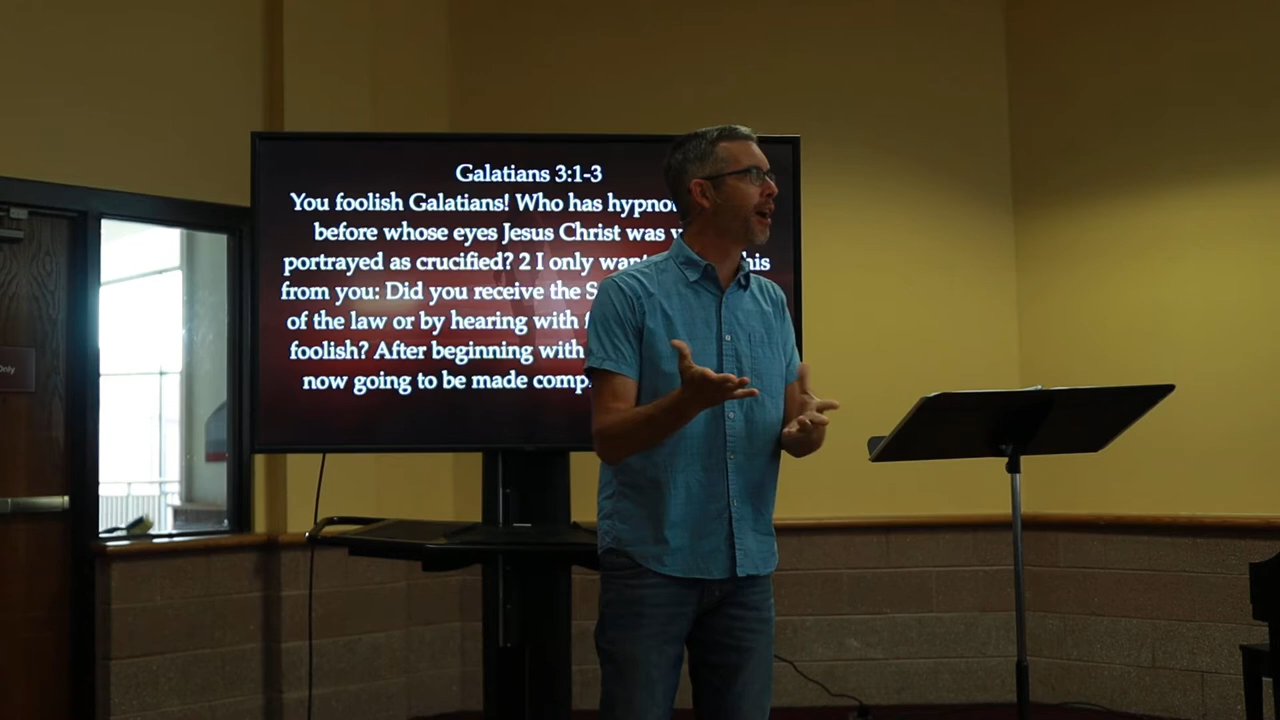 Galatians 3:1-3
You foolish Galatians! Who has
before whose eyes Jesus Christ was
portrayed as crucified? 2 I only
from you: Did you receive the
of the law or by hearing with
foolish? After beginning with
now going to be made
Only